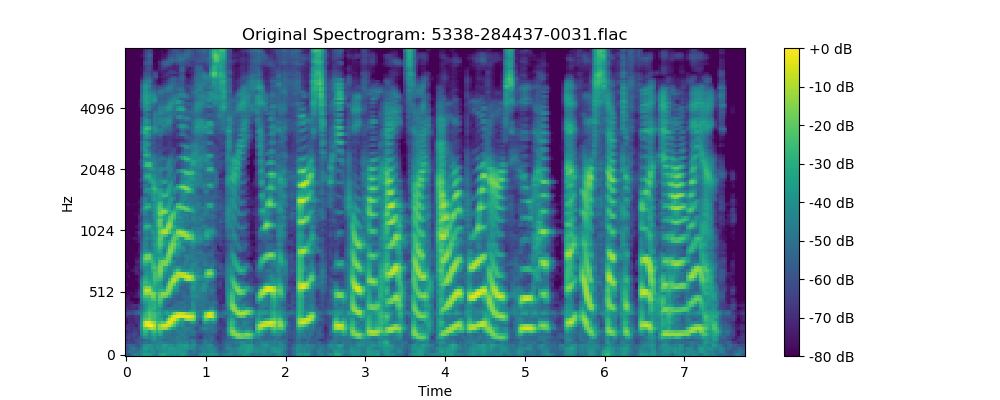 Original Spectrogram: 5338-284437-0031.flac
Hz
4096
2048
1024
512
0
0 1 2 3 4 5 6 7
Time
+0 dB
-10 dB
-20 dB
-30 dB
-40 dB
-50 dB
-60 dB
-70 dB
-80 dB